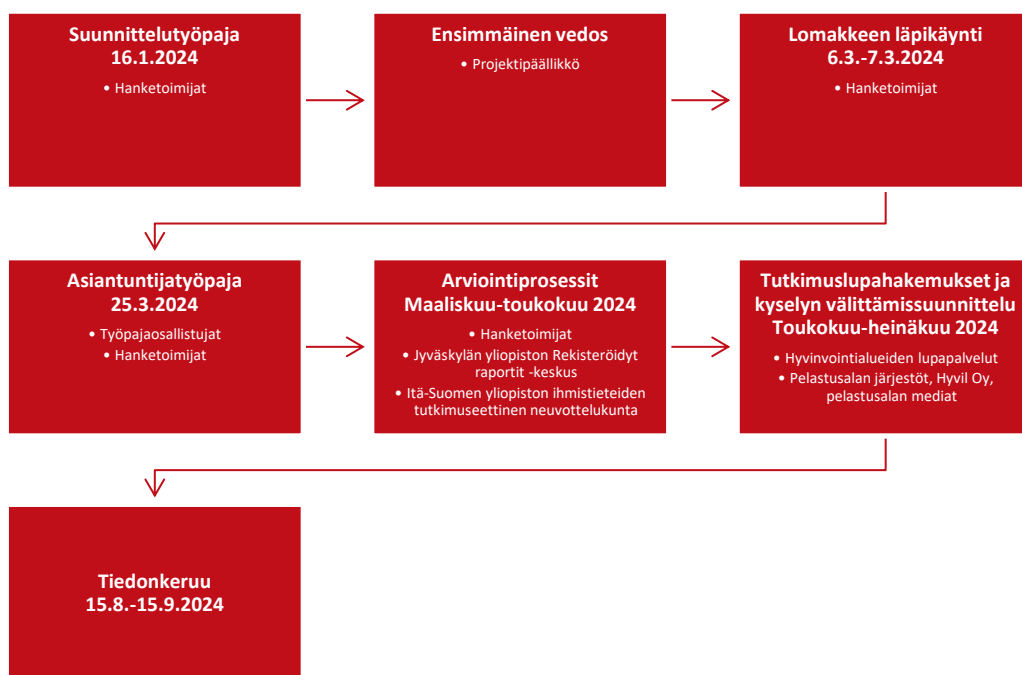 Suunnittelutyöpaja
16.1.2024
• Hanketoimijat
Ensimmäinen vedos
• Projektipäällikkö
Lomakkeen läpikäynti
6.3.-7.3.2024
• Hanketoimijat
Asiantuntijatyöpaja
25.3.2024
• Työpajaosallistujat
• Hanketoimijat
Arviointiprosessit
Maaliskuu-toukokuu 2024
• Hanketoimijat
• Jyväskylän yliopiston Rekisteröidyt
raportit -keskus
• Itä-Suomen yliopiston ihmistieteiden
tutkimuseettinen neuvottelukunta
Tutkimuslupahakemukset ja
kyselyn välittämissuunnittelu
Toukokuu-heinäkuu 2024
• Hyvinvointialueiden lupapalvelut
• Pelastusalan järjestöt, Hyvil Oy,
pelastusalan mediat
Tiedonkeruu
15.8.-15.9.2024